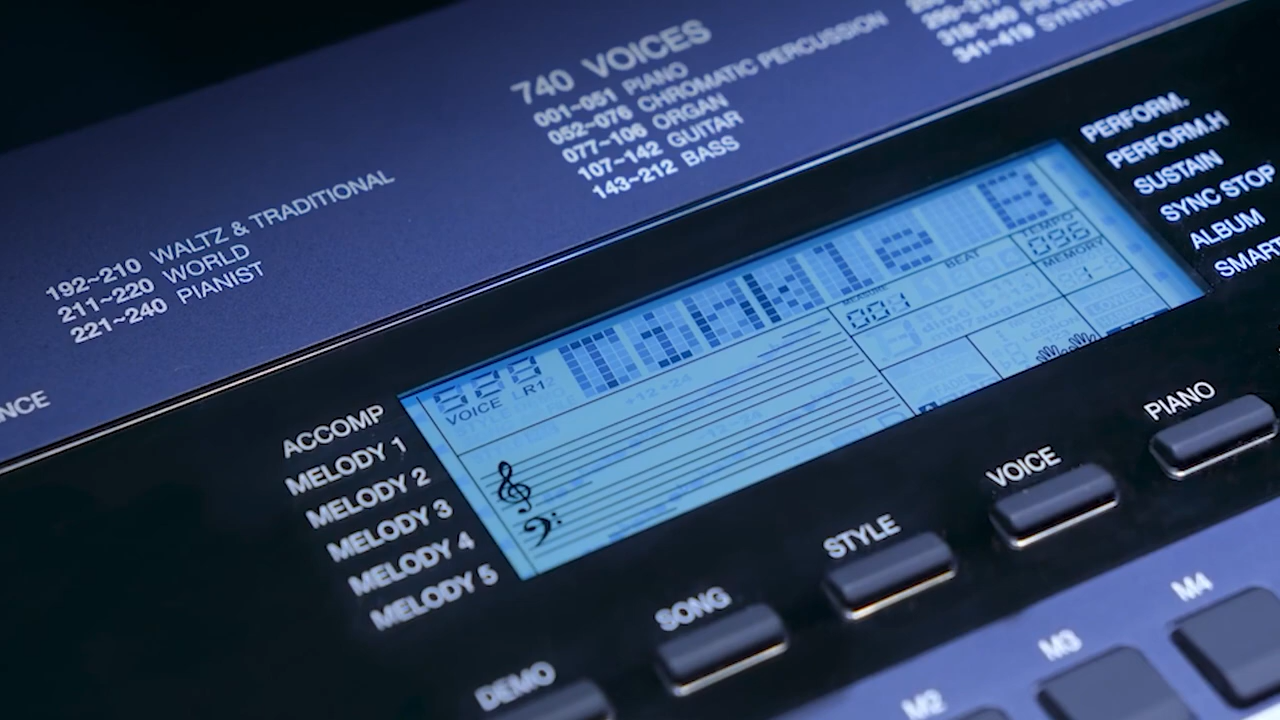 740 VOICES
001~051 PIANO
052~076 CHROMATIC PERCUSSION
077~106 ORGAN
107~142 GUITAR
143~212 BASS
341~419 SYNTH
192~210 WALTZ & TRADITIONAL
211~220 WORLD
221~240 PIANIST
NCE
PERFORM.
PERFORM.H
SUSTAIN
SYNC STOP
ALBUM
SMART
ACCOMP
MELODY 1
MELODY 2
MELODY 3
MELODY 4
MELODY 5
VOICE LR1
MEASURE
001
BEAT
TEMPO
096
MEMORY
PIANO
VOICE
STYLE
SONG
DEMO
M4
M3
M2